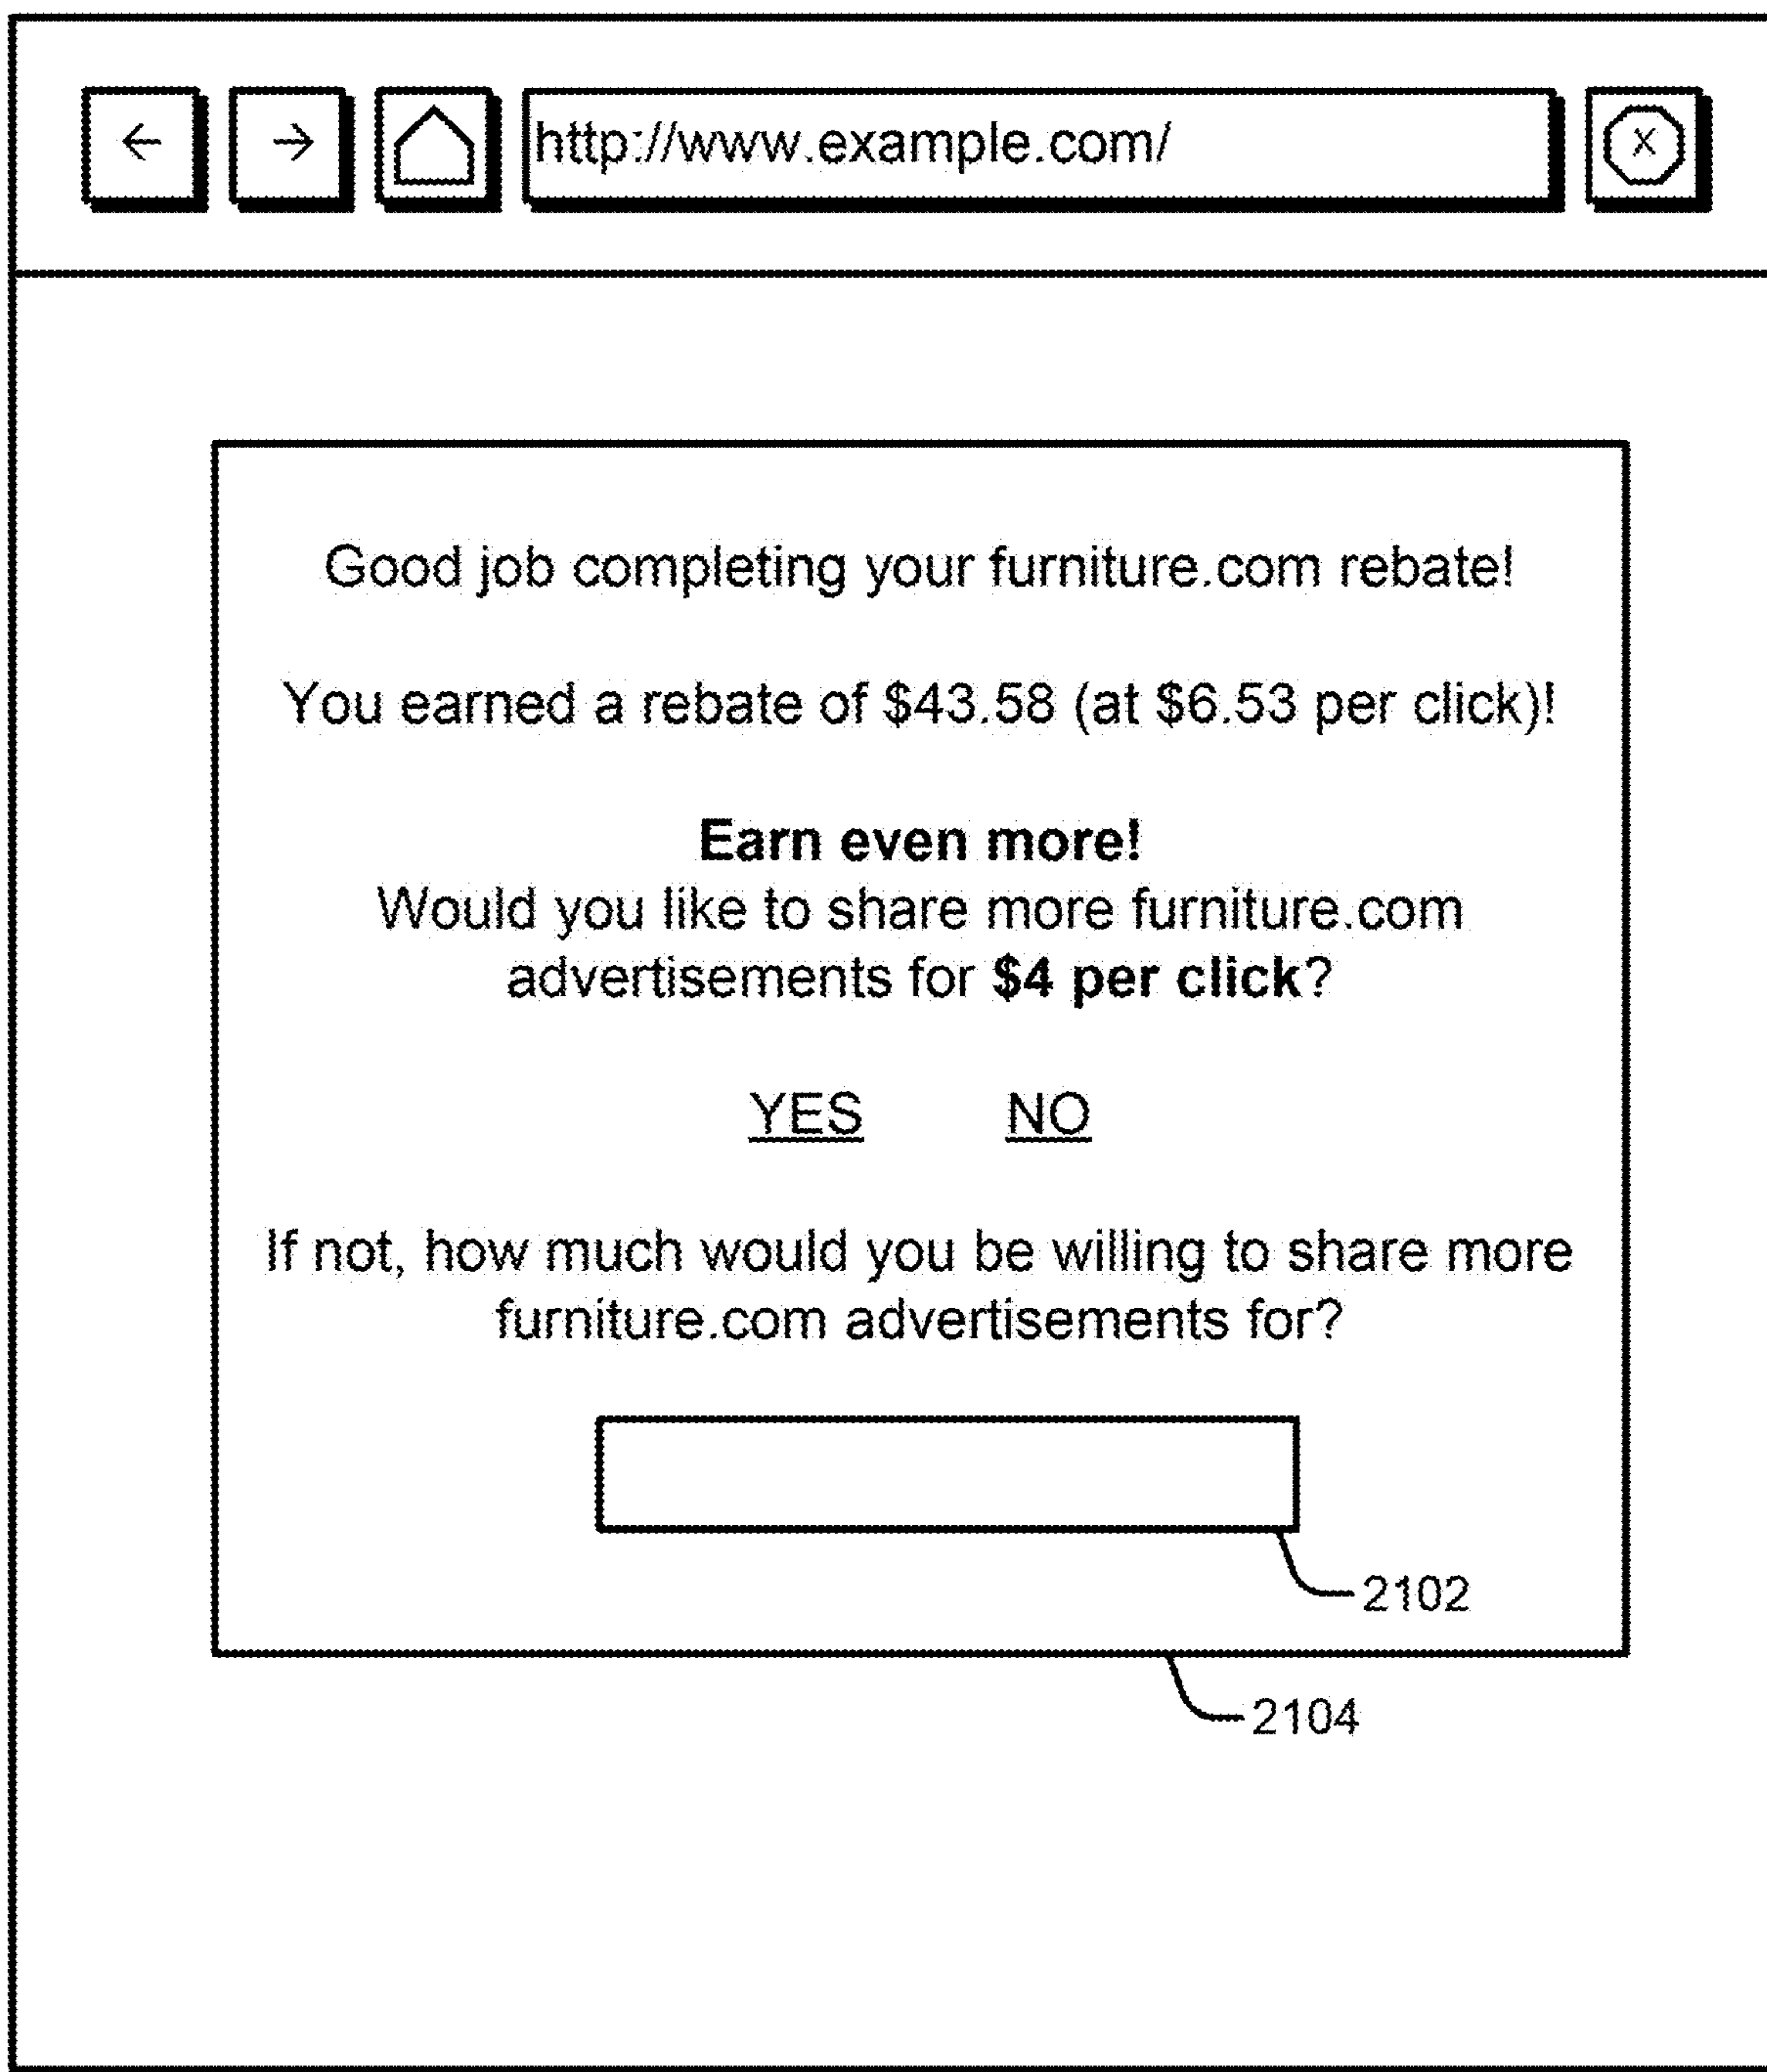 http://www.example.com/
X
Good job completing your furniture.com rebate!
You earned a rebate of $43.58 (at $6.53 per click)!
Earn even more!
Would you like to share more furniture.com
advertisements for $4 per click?
YES NO
If not, how much would you be willing to share more
furniture.com advertisements for?
2102
2104